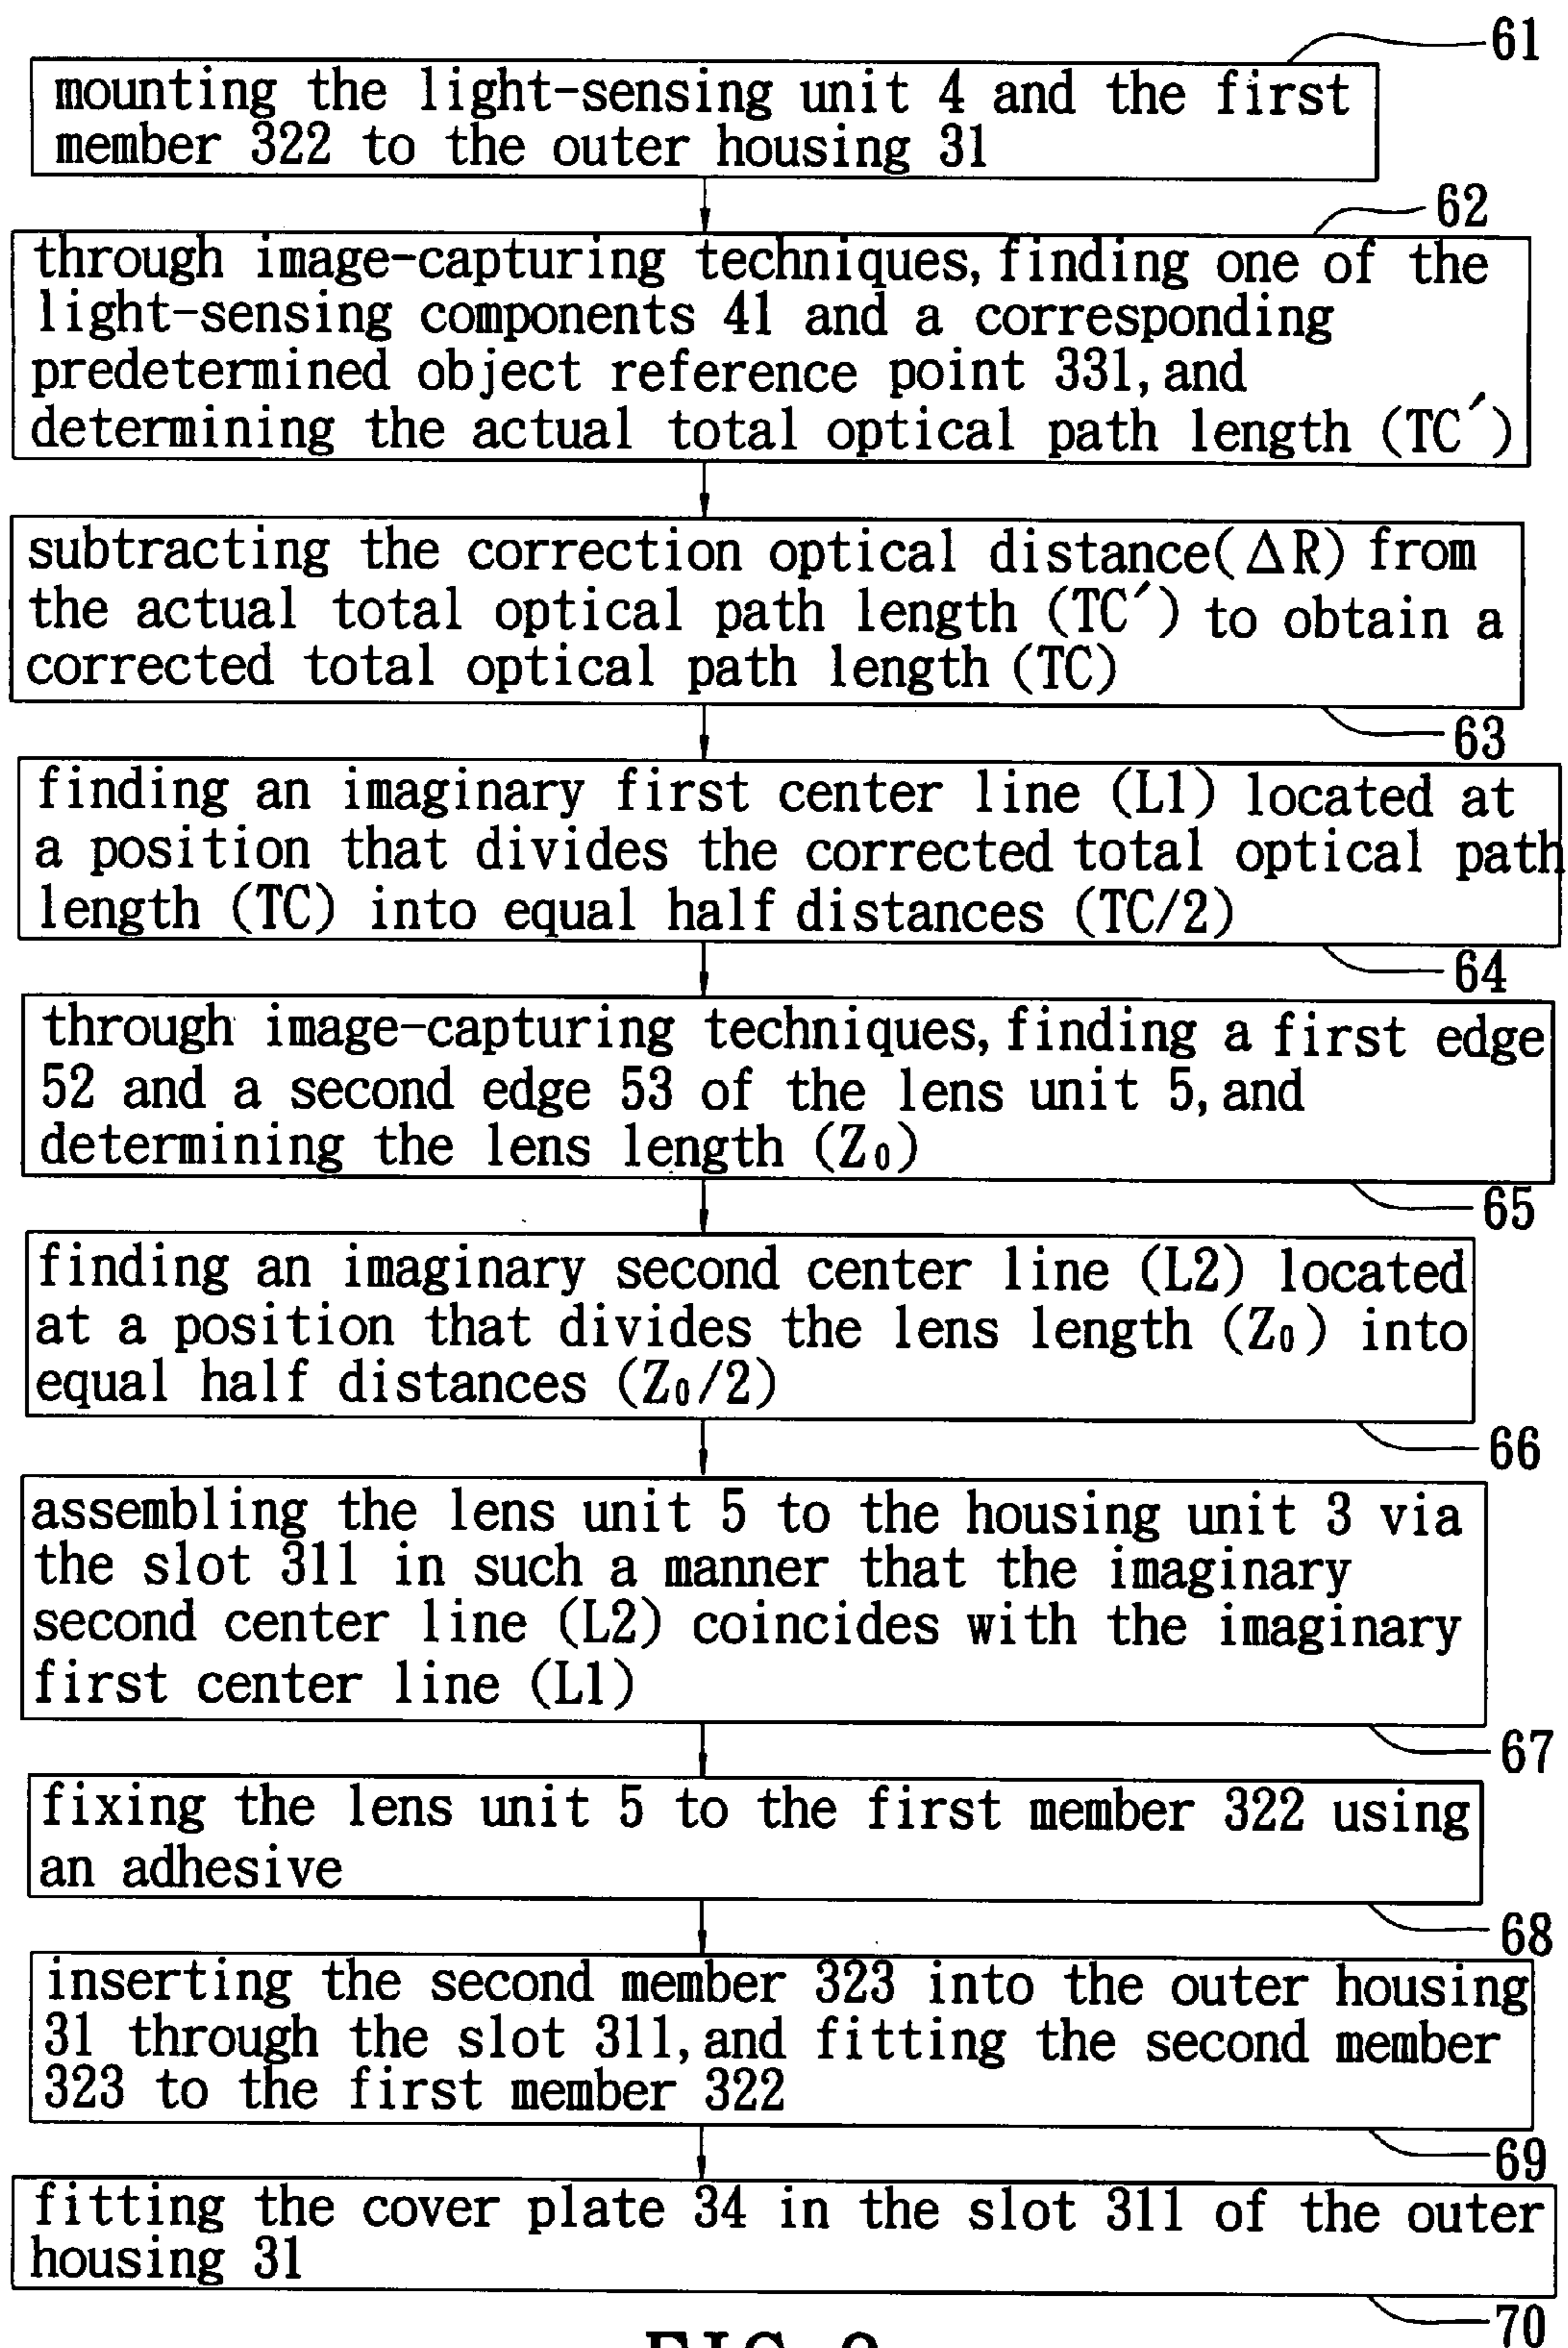 61
mounting the light-sensing unit 4 and the first
member 322 to the outer housing 31
62
through image-capturing techniques, finding one of the
light-sensing components 41 and a corresponding
predetermined object reference point 331, and
determining the actual total optical path length (TC′)
subtracting the correction optical distance(ΔR) from
the actual total optical path length (TC′) to obtain a
corrected total optical path length (TC)
63
finding an imaginary first center line (L1) located at
a position that divides the corrected total optical path
length (TC) into equal half distances (TC/2)
64
through image-capturing techniques, finding a first edge
52 and a second edge 53 of the lens unit 5, and
determining the lens length (Z₀)
65
finding an imaginary second center line (L2) located
at a position that divides the lens length (Z₀) into
equal half distances (Z₀/2)
66
assembling the lens unit 5 to the housing unit 3 via
the slot 311 in such a manner that the imaginary
second center line (L2) coincides with the imaginary
first center line (L1)
67
fixing the lens unit 5 to the first member 322 using
an adhesive
68
inserting the second member 323 into the outer housing
31 through the slot 311, and fitting the second member
323 to the first member 322
69
fitting the cover plate 34 in the slot 311 of the outer
housing 31
70